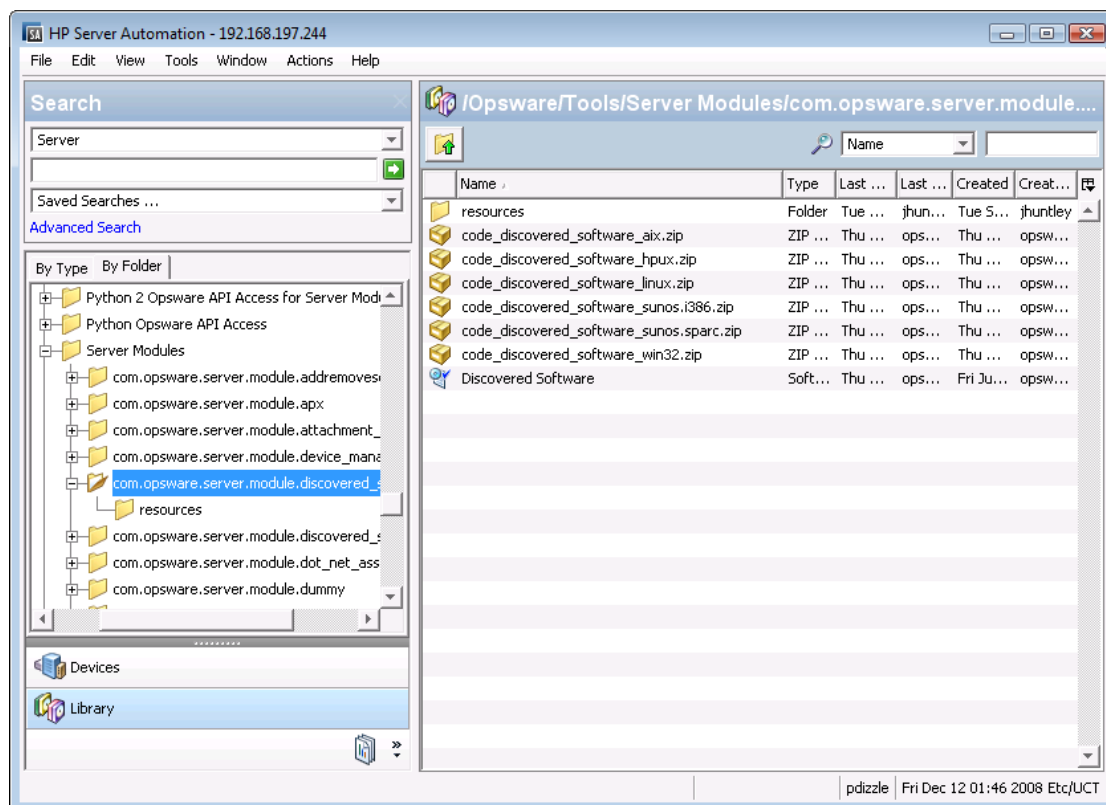 HP Server Automation - 192.168.197.244
File Edit View Tools Window Actions Help
Search
Server
Saved Searches ...
Advanced Search
By Type By Folder
Python 2 Opsware API Access for Server Mod
Python Opsware API Access
Server Modules
com.opsware.server.module.addremoves
com.opsware.server.module.apx
com.opsware.server.module.attachment_
com.opsware.server.module.device_mana
com.opsware.server.module.discovered_s
resources
com.opsware.server.module.discovered_s
com.opsware.server.module.dot_net_ass
com.opsware.server.module.dummy
Devices
Library
/Opsware/Tools/Server Modules/com.opsware.server.module....
Name
Name Type Last ... Last ... Created Creat...
resources Folder Tue ... jhun... Tue S... jhuntley
code_discovered_software_aix.zip ZIP ... Thu ... ops... Thu ... opsw...
code_discovered_software_hpux.zip ZIP ... Thu ... ops... Thu ... opsw...
code_discovered_software_linux.zip ZIP ... Thu ... ops... Thu ... opsw...
code_discovered_software_sunos.i386.zip ZIP ... Thu ... ops... Thu ... opsw...
code_discovered_software_sunos.sparc.zip ZIP ... Thu ... ops... Thu ... opsw...
code_discovered_software_win32.zip ZIP ... Thu ... ops... Thu ... opsw...
Discovered Software Soft... Thu ... ops... Fri Ju... opsw...
pdizzle Fri Dec 12 01:46 2008 Etc/UCT